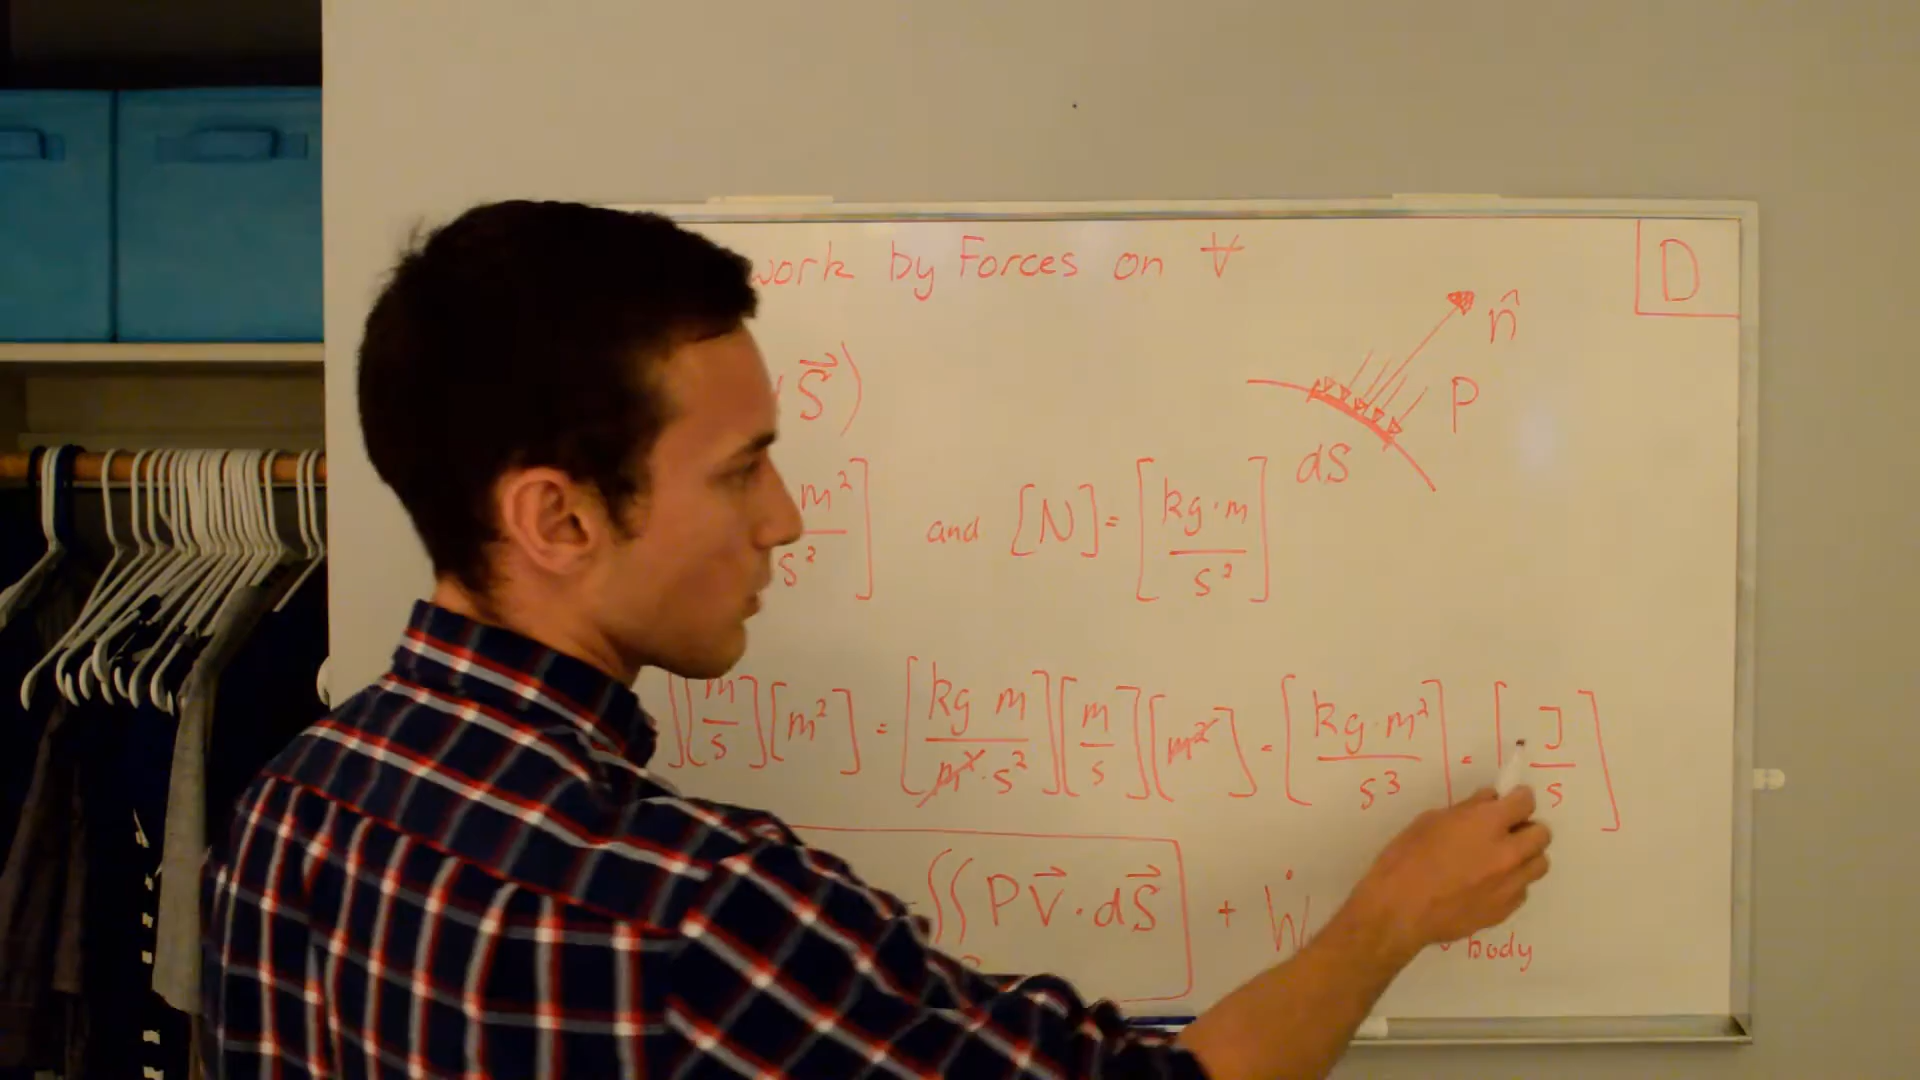 work by Forces on V
D
n̂
S⃗)
P
dS
m²/s²] and [N] = [kg·m/s²]
][m/s][m²] = [kg m/m²·s²][m/s][m²] = [kg·m²/s³] = [J/s]
∬ P V⃗ · dS⃗ + Ẇ
body